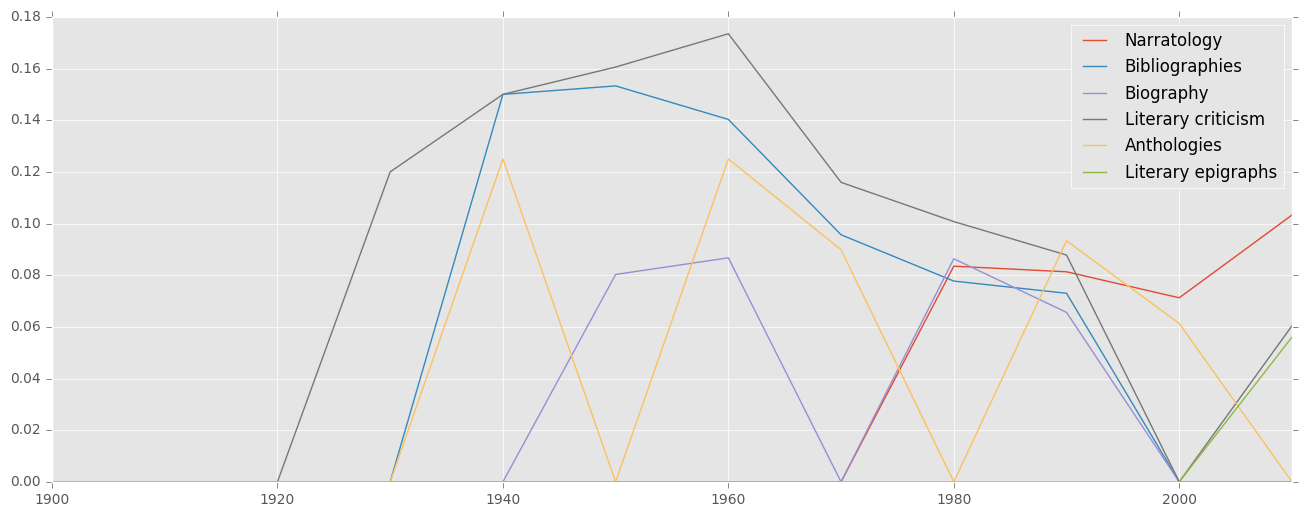 0.18
0.16
0.14
0.12
0.10
0.08
0.06
0.04
0.02
0.00
1900
1920
1940
1960
1980
2000
Narratology
Bibliographies
Biography
Literary criticism
Anthologies
Literary epigraphs